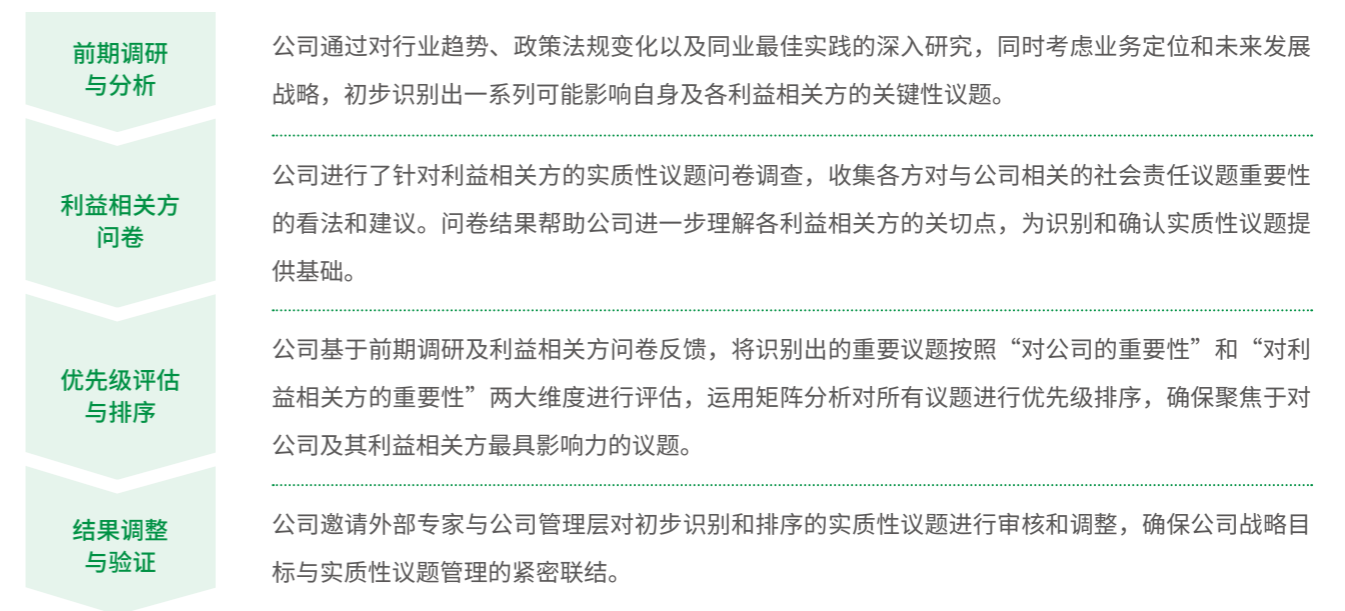 前期调研
与分析
公司通过对行业趋势、政策法规变化以及同业最佳实践的深入研究，同时考虑业务定位和未来发展
战略，初步识别出一系列可能影响自身及各利益相关方的关键性议题。
利益相关方
问卷
公司进行了针对利益相关方的实质性议题问卷调查，收集各方对与公司相关的社会责任议题重要性
的看法和建议。问卷结果帮助公司进一步理解各利益相关方的关切点，为识别和确认实质性议题提
供基础。
优先级评估
与排序
公司基于前期调研及利益相关方问卷反馈，将识别出的重要议题按照“对公司的重要性”和“对利
益相关方的重要性”两大维度进行评估，运用矩阵分析对所有议题进行优先级排序，确保聚焦于对
公司及其利益相关方最具影响力的议题。
结果调整
与验证
公司邀请外部专家与公司管理层对初步识别和排序的实质性议题进行审核和调整，确保公司战略目
标与实质性议题管理的紧密联结。